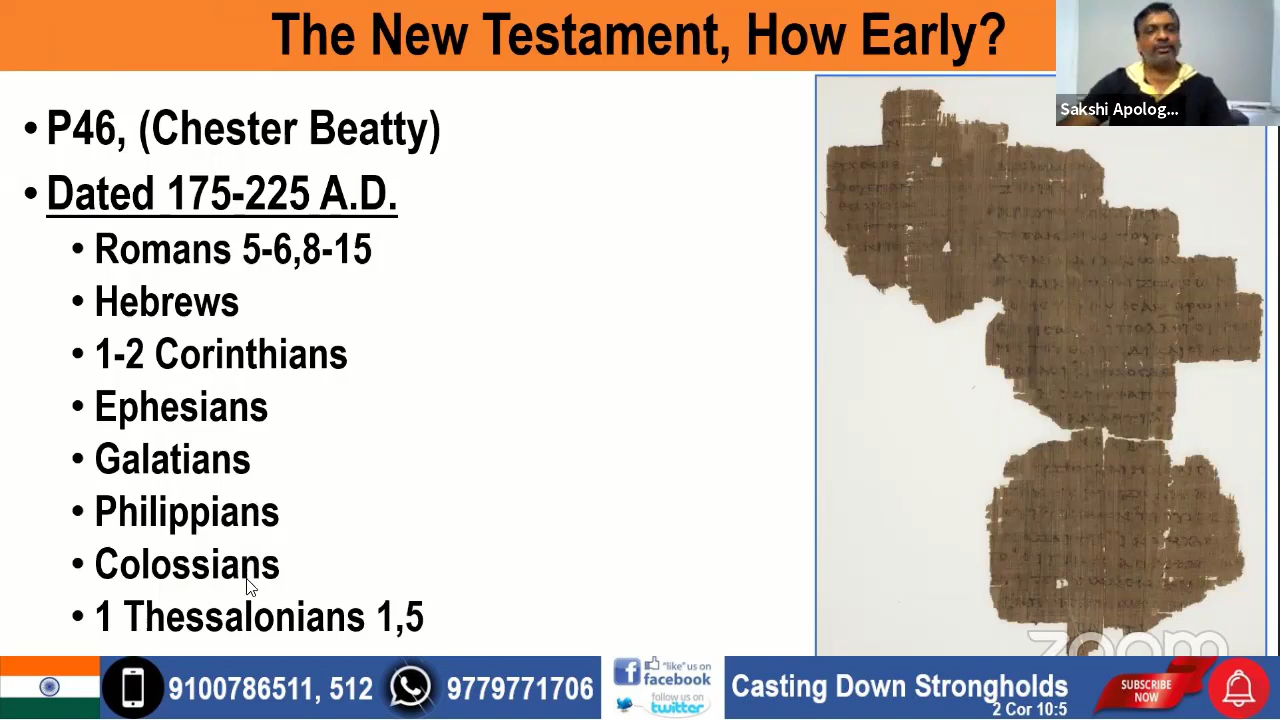 The New Testament, How Early?
Sakshi Apolog...
• P46, (Chester Beatty)
• Dated 175-225 A.D.
• Romans 5-6,8-15
• Hebrews
• 1-2 Corinthians
• Ephesians
• Galatians
• Philippians
• Colossians
• 1 Thessalonians 1,5
zoom
9100786511, 512
9779771706
"like" us on
facebook
follow us on
twitter
Casting Down Strongholds
2 Cor 10:5
SUBSCRIBE
NOW